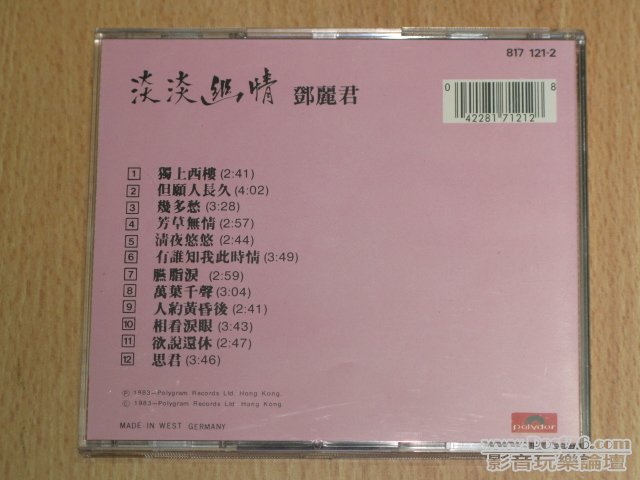 817 121-2
淡淡幽情 鄧麗君
0 42281 71212 8
1 獨上西樓 (2:41)
2 但願人長久 (4:02)
3 幾多愁 (3:28)
4 芳草無情 (2:57)
5 清夜悠悠 (2:44)
6 有誰知我此時情 (3:49)
7 臙脂淚 (2:59)
8 萬葉千聲 (3:04)
9 人約黃昏後 (2:41)
10 相看淚眼 (3:43)
11 欲說還休 (2:47)
12 思君 (3:46)
Ⓟ 1983—Polygram Records Ltd. Hong Kong.
© 1983—Polygram Records Ltd. Hong Kong.
MADE IN WEST GERMANY
polydor
影音玩樂論壇